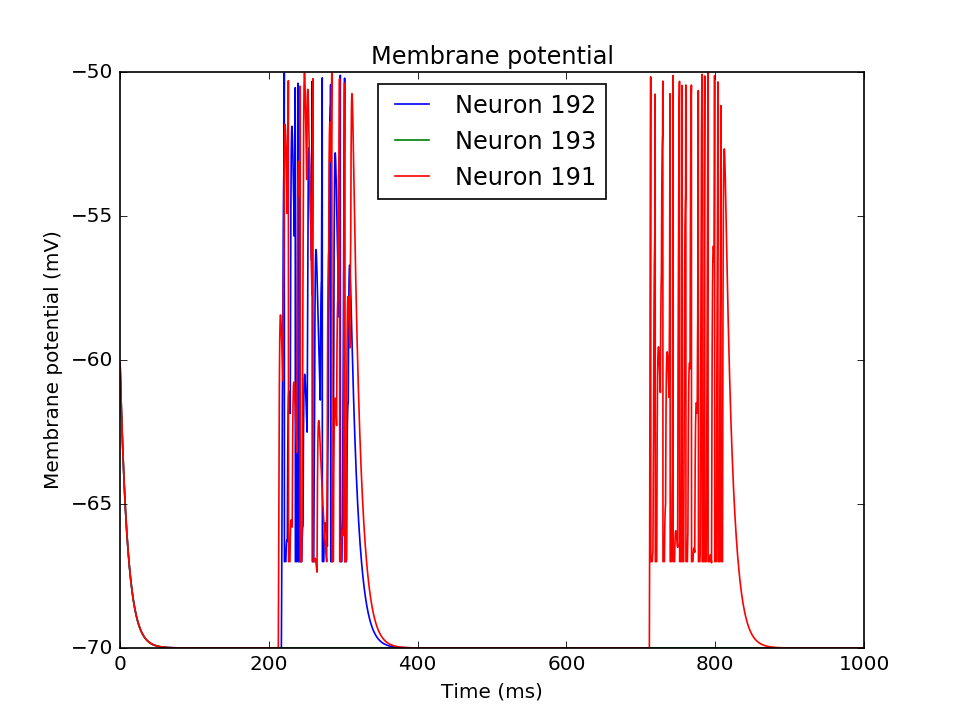 Membrane potential
−50
−55
−60
−65
−70
Membrane potential (mV)
Neuron 192
Neuron 193
Neuron 191
0 200 400 600 800 1000
Time (ms)